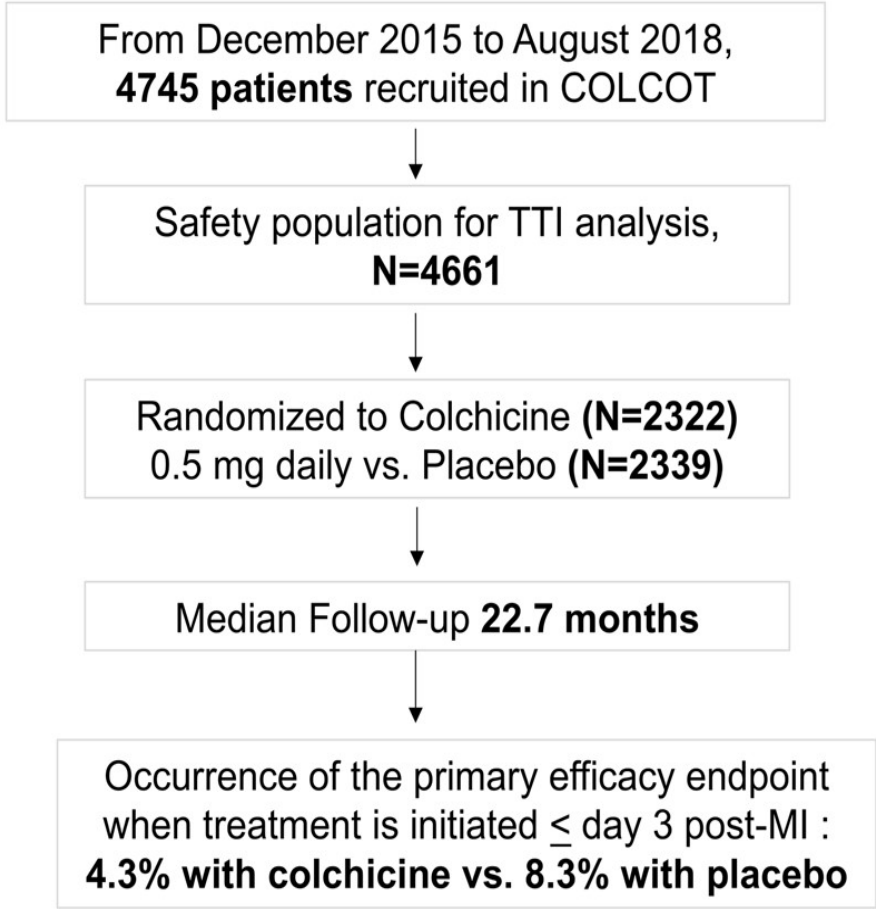 From December 2015 to August 2018,
4745 patients recruited in COLCOT
Safety population for TTI analysis,
N=4661
Randomized to Colchicine (N=2322)
0.5 mg daily vs. Placebo (N=2339)
Median Follow-up 22.7 months
Occurrence of the primary efficacy endpoint
when treatment is initiated ≤ day 3 post-MI :
4.3% with colchicine vs. 8.3% with placebo